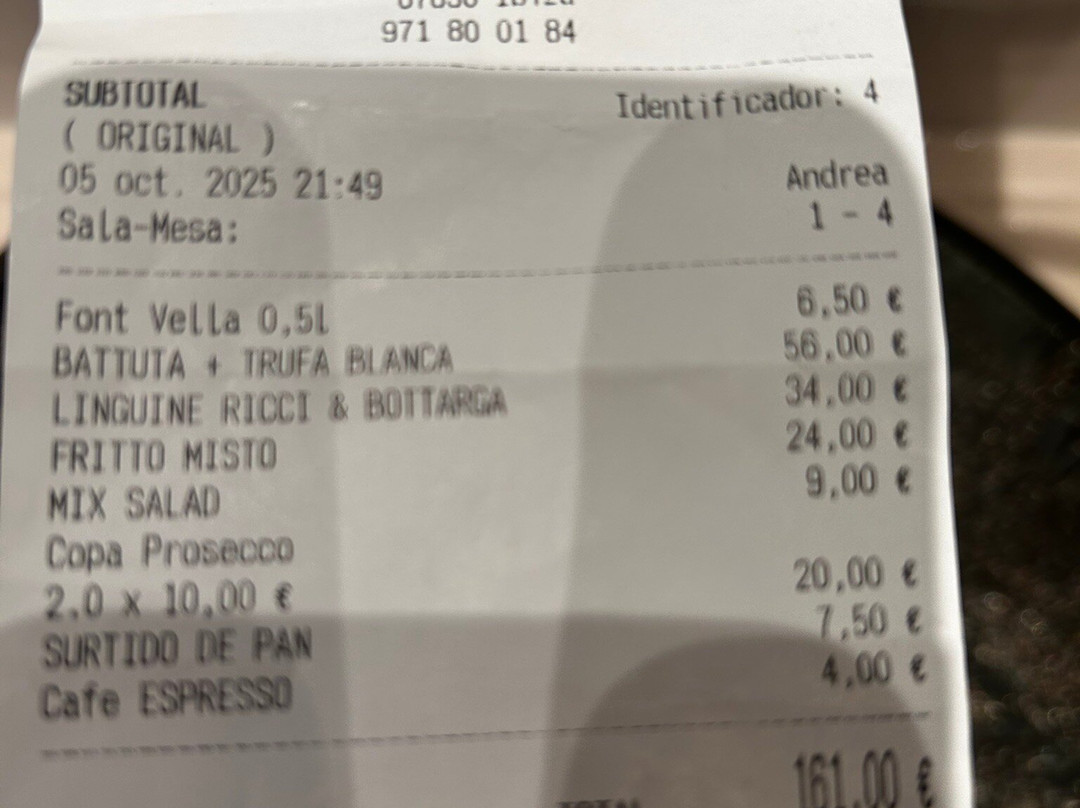 971 80 01 84
SUBTOTAL Identificador: 4
( ORIGINAL )
05 oct. 2025 21:49 Andrea
Sala-Mesa: 1 - 4
Font Vella 0,5l 6,50 €
BATTUTA + TRUFA BLANCA 56,00 €
LINGUINE RICCI & BOTTARGA 34,00 €
FRITTO MISTO 24,00 €
MIX SALAD 9,00 €
Copa Prosecco
2.0 x 10,00 € 20,00 €
SURTIDO DE PAN 7,50 €
Cafe ESPRESSO 4,00 €
161,00 €